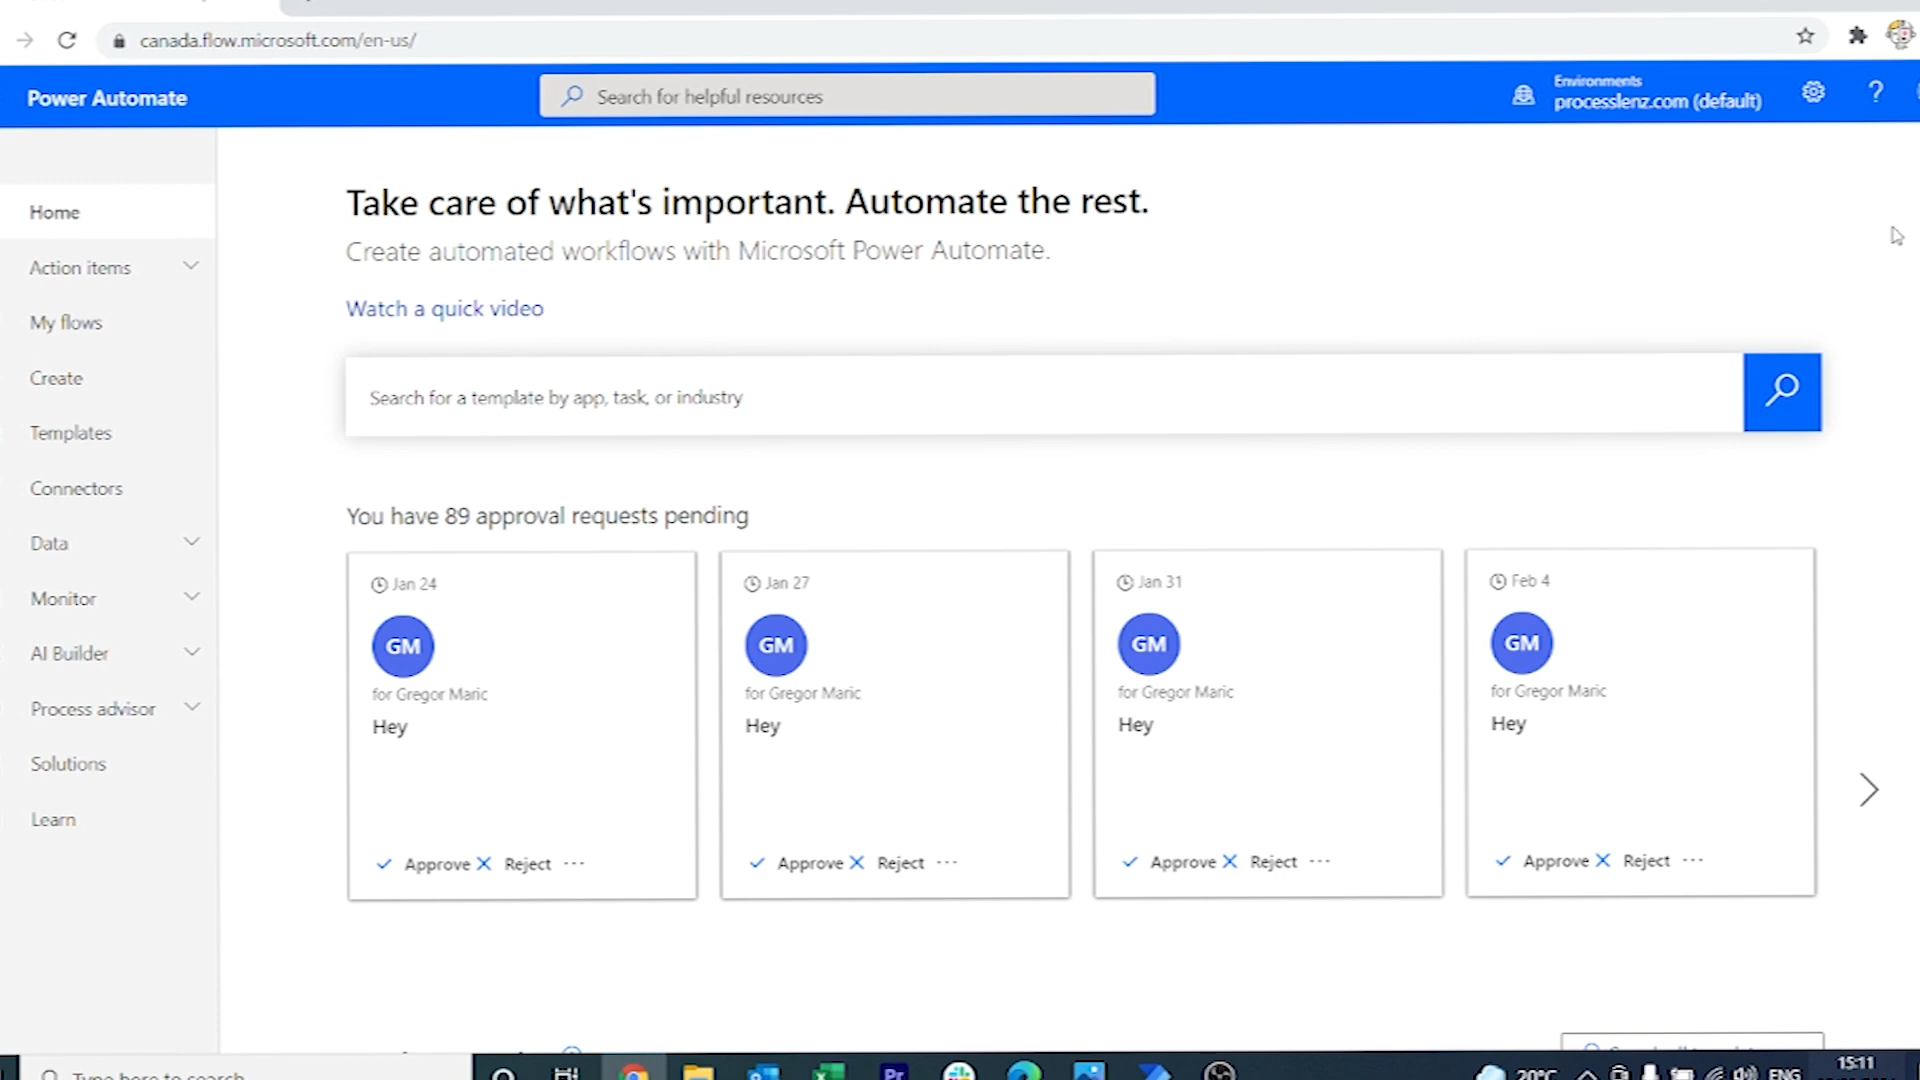 canada.flow.microsoft.com/en-us/
Power Automate
Search for helpful resources
Environments
processlenz.com (default)
?
Home
Action items
My flows
Create
Templates
Connectors
Data
Monitor
AI Builder
Process advisor
Solutions
Learn
Take care of what's important. Automate the rest.
Create automated workflows with Microsoft Power Automate.
Watch a quick video
Search for a template by app, task, or industry
You have 89 approval requests pending
Jan 24
GM
for Gregor Maric
Hey
Approve Reject ...
Jan 27
GM
for Gregor Maric
Hey
Approve Reject ...
Jan 31
GM
for Gregor Maric
Hey
Approve Reject ...
Feb 4
GM
for Gregor Maric
Hey
Approve Reject ...
Type here to search
Pr
20°C
ENG
15:11